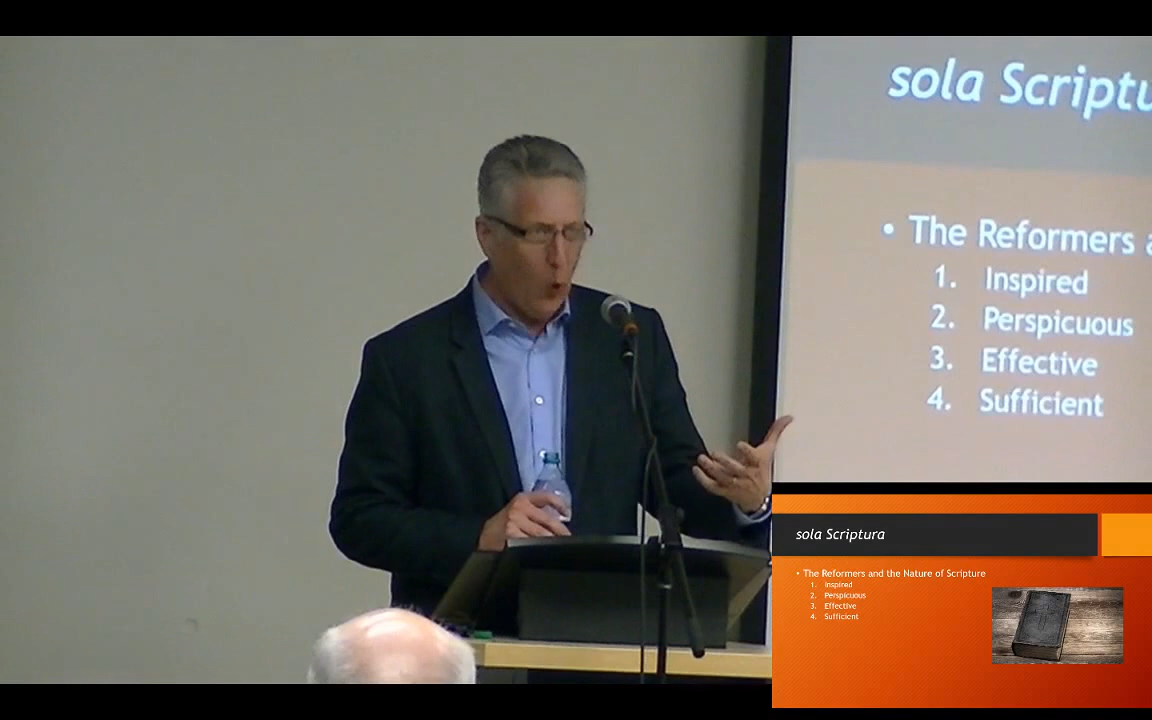 sola Scriptu
• The Reformers a
1. Inspired
2. Perspicuous
3. Effective
4. Sufficient
sola Scriptura
• The Reformers and the Nature of Scripture
1. Inspired
2. Perspicuous
3. Effective
4. Sufficient